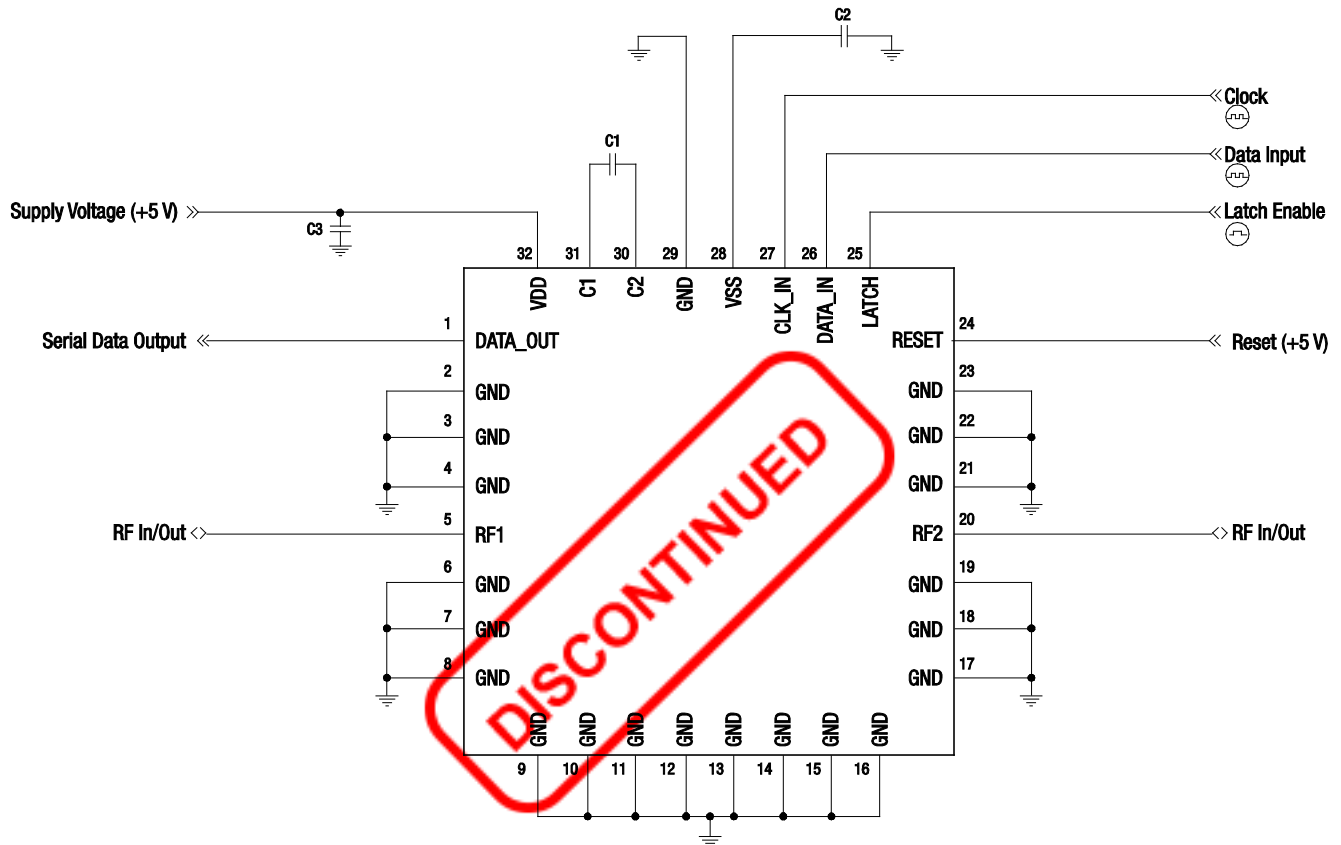 C2
Clock
C1
Data Input
Supply Voltage (+5 V)
Latch Enable
C3
32 31 30 29 28 27 26 25
VDD C1 C2 GND VSS CLK_IN DATA_IN LATCH
1 24
Serial Data Output DATA_OUT RESET Reset (+5 V)
2 23
GND GND
3 22
GND GND
4 21
GND GND
5 20
RF In/Out RF1 RF2 RF In/Out
6 19
GND GND
7 18
GND GND
8 17
GND GND
DISCONTINUED
GND GND GND GND GND GND GND GND
9 10 11 12 13 14 15 16